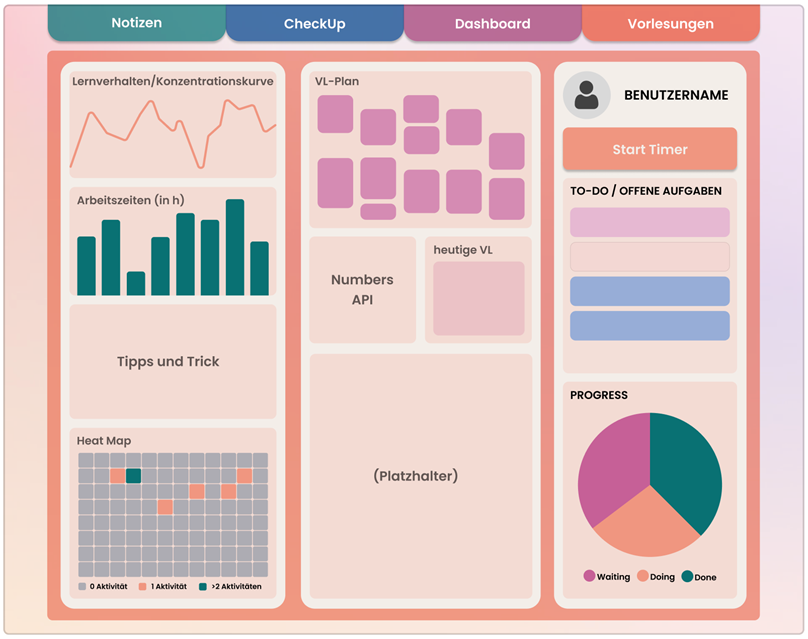 Notizen
CheckUp
Dashboard
Vorlesungen
Lernverhalten/Konzentrationskurve
Arbeitszeiten (in h)
Tipps und Trick
Heat Map
0 Aktivität
1 Aktivität
>2 Aktivitäten
VL-Plan
Numbers
API
heutige VL
(Platzhalter)
BENUTZERNAME
Start Timer
TO-DO / OFFENE AUFGABEN
PROGRESS
Waiting
Doing
Done